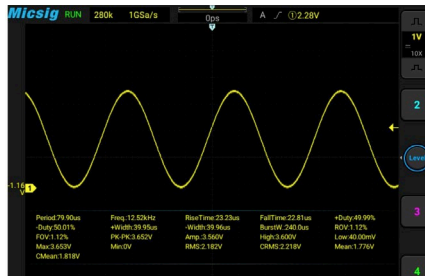 Micsig RUN 280k 1GSa/s 0ps A ①2.28V
1V
10X
2
Level
-1.16
V
1
3
4
Period:79.90us Freq.:12.52kHz RiseTime:23.23us FallTime:22.81us +Duty:49.99%
-Duty:50.01% +Width:39.95us -Width:39.96us BurstW.:240.0us ROV:1.12%
FOV:1.12% PK-PK:3.652V Amp.:3.560V High:3.600V Low:40.00mV
Max:3.653V Min:0V RMS:2.182V CRMS:2.218V Mean:1.776V
CMean:1.818V